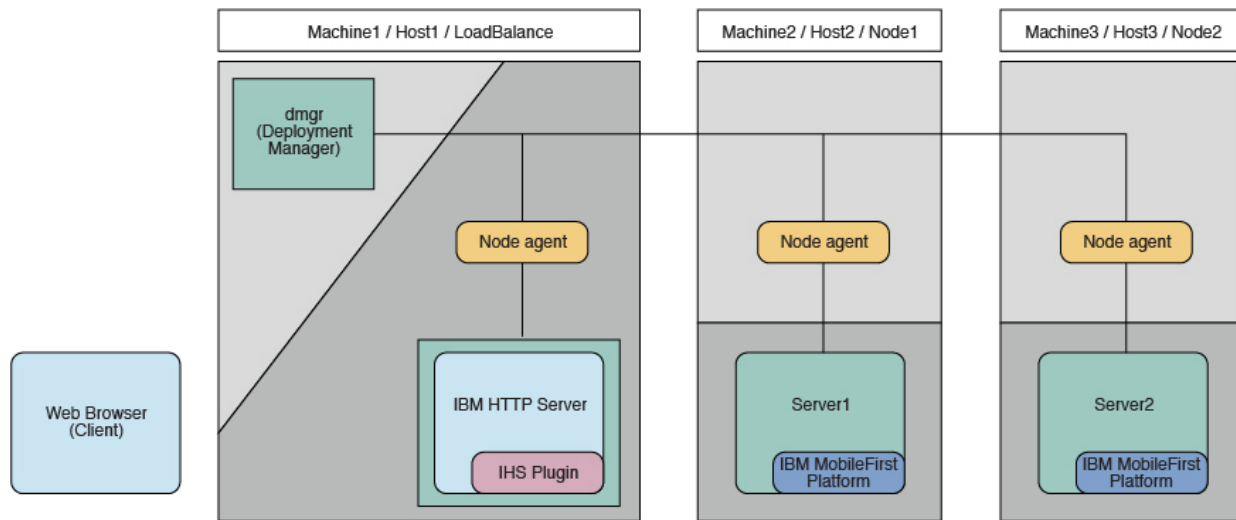 Machine1 / Host1 / LoadBalance
Machine2 / Host2 / Node1
Machine3 / Host3 / Node2
dmgr
(Deployment
Manager)
Node agent
Node agent
Node agent
Web Browser
(Client)
IBM HTTP Server
IHS Plugin
Server1
IBM MobileFirst
Platform
Server2
IBM MobileFirst
Platform